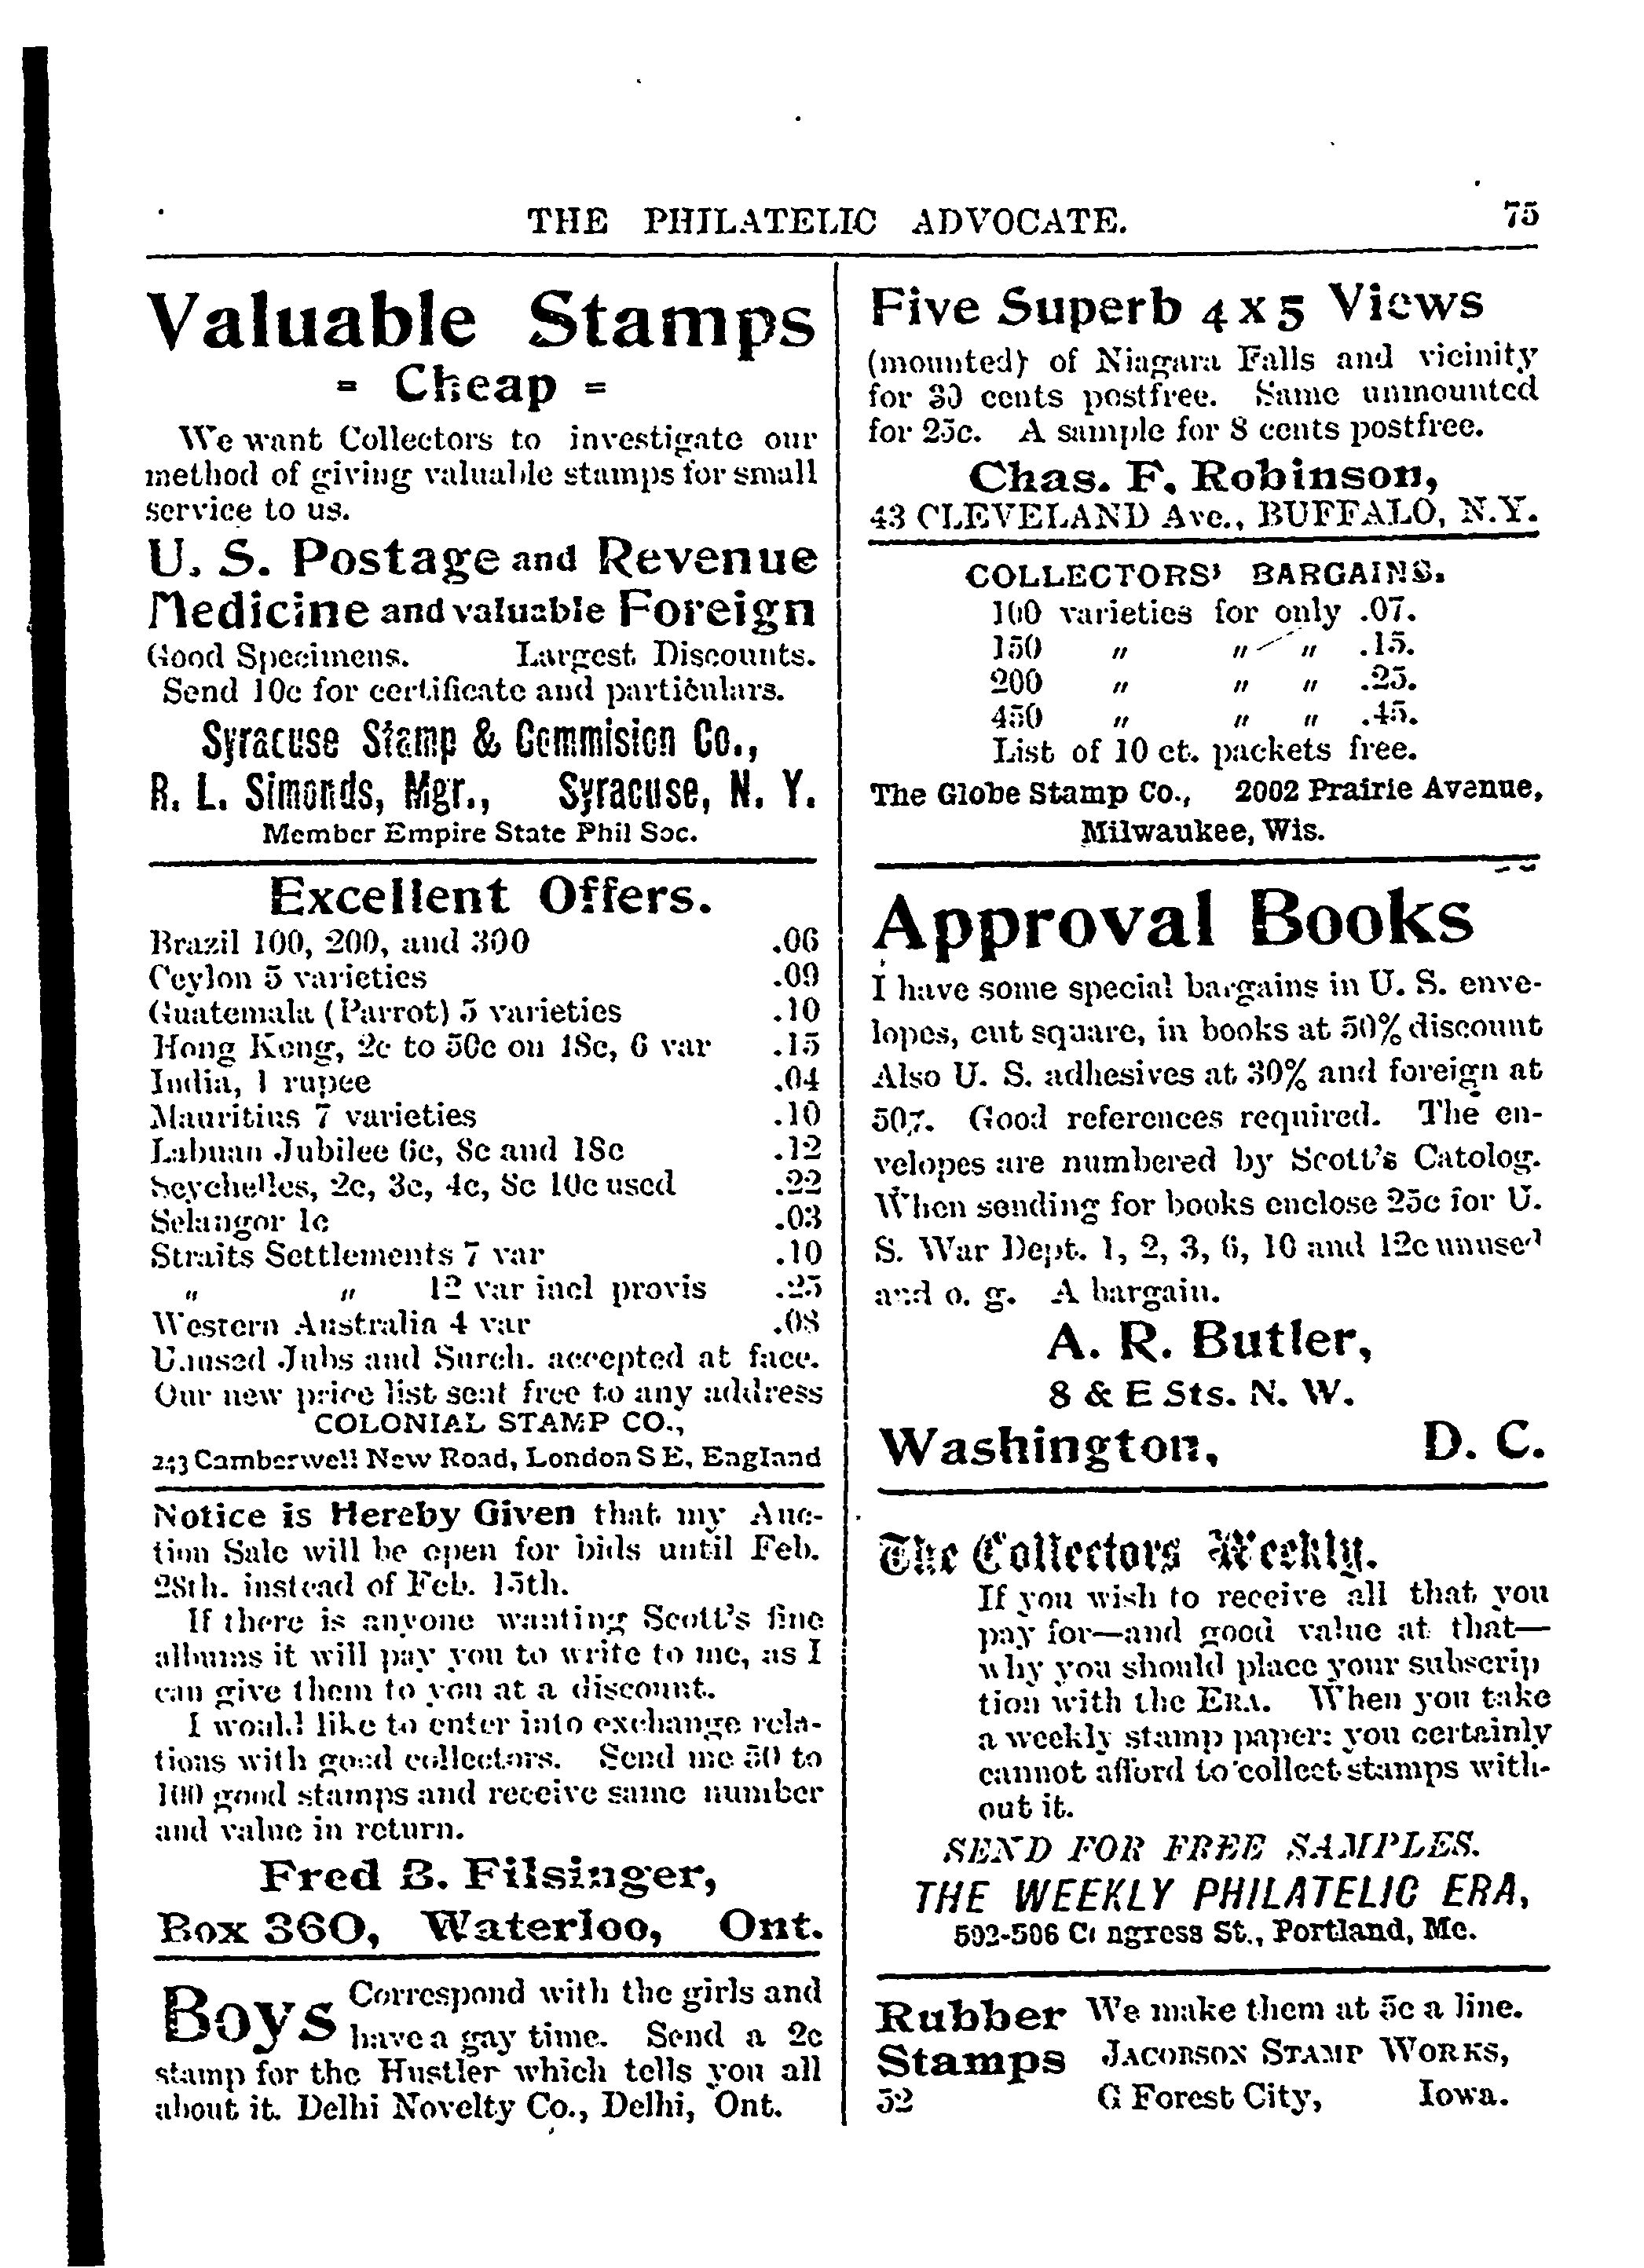 THE PHILATELIC ADVOCATE. 75
Valuable Stamps
= Cheap =
We want Collectors to investigate our
method of giving valuable stamps for small
service to us.
U. S. Postage and Revenue
Medicine and valuable Foreign
Good Specimens. Largest Discounts.
Send 10c for certificate and particulars.
Syracuse Stamp & Commision Co.,
R. L. Simonds, Mgr., Syracuse, N. Y.
Member Empire State Phil Soc.
Excellent Offers.
Brazil 100, 200, and 300 .06
Ceylon 5 varieties .09
Guatemala (Parrot) 5 varieties .10
Hong Kong, 2c to 50c on 18c, 6 var .15
India, 1 rupee .04
Mauritius 7 varieties .10
Labuan Jubilee 6c, 8c and 18c .12
Seychelles, 2c, 3c, 4c, 8c 10c used .22
Selangor 1c .03
Straits Settlements 7 var .10
" " 12 var incl provis .25
Western Australia 4 var .08
Unused Jubs and Surch. accepted at face.
Our new price list sent free to any address
COLONIAL STAMP CO.,
243 Camberwell New Road, London S E, England
Notice is Hereby Given that my Auc-
tion Sale will be open for bids until Feb.
28th. instead of Feb. 15th.
If there is anyone wanting Scott's fine
albums it will pay you to write to me, as I
can give them to you at a discount.
I would like to enter into exchange rela-
tions with good collectors. Send me 50 to
100 good stamps and receive same number
and value in return.
Fred B. Filsinger,
Box 360, Waterloo, Ont.
Boys Correspond with the girls and
have a gay time. Send a 2c
stamp for the Hustler which tells you all
about it. Delhi Novelty Co., Delhi, Ont.
Five Superb 4 x 5 Views
(mounted) of Niagara Falls and vicinity
for 30 cents postfree. Same unmounted
for 25c. A sample for 8 cents postfree.
Chas. F. Robinson,
43 CLEVELAND Ave., BUFFALO, N.Y.
COLLECTORS' BARGAINS.
100 varieties for only .07.
150 " " " .15.
200 " " " .25.
450 " " " .45.
List of 10 ct. packets free.
The Globe Stamp Co., 2002 Prairie Avenue,
Milwaukee, Wis.
Approval Books
I have some special bargains in U. S. enve-
lopes, cut square, in books at 50% discount
Also U. S. adhesives at 30% and foreign at
50%. Good references required. The en-
velopes are numbered by Scott's Catolog.
When sending for books enclose 25c for U.
S. War Dept. 1, 2, 3, 6, 10 and 12c unused
and o. g. A bargain.
A. R. Butler,
8 & E Sts. N. W.
Washington, D. C.
The Collectors Weekly.
If you wish to receive all that you
pay for—and good value at that—
why you should place your subscrip
tion with the ERA. When you take
a weekly stamp paper: you certainly
cannot afford to collect stamps with-
out it.
SEND FOR FREE SAMPLES.
THE WEEKLY PHILATELIC ERA,
502-506 Congress St., Portland, Me.
Rubber We make them at 5c a line.
Stamps JACOBSON STAMP WORKS,
52 G Forest City, Iowa.